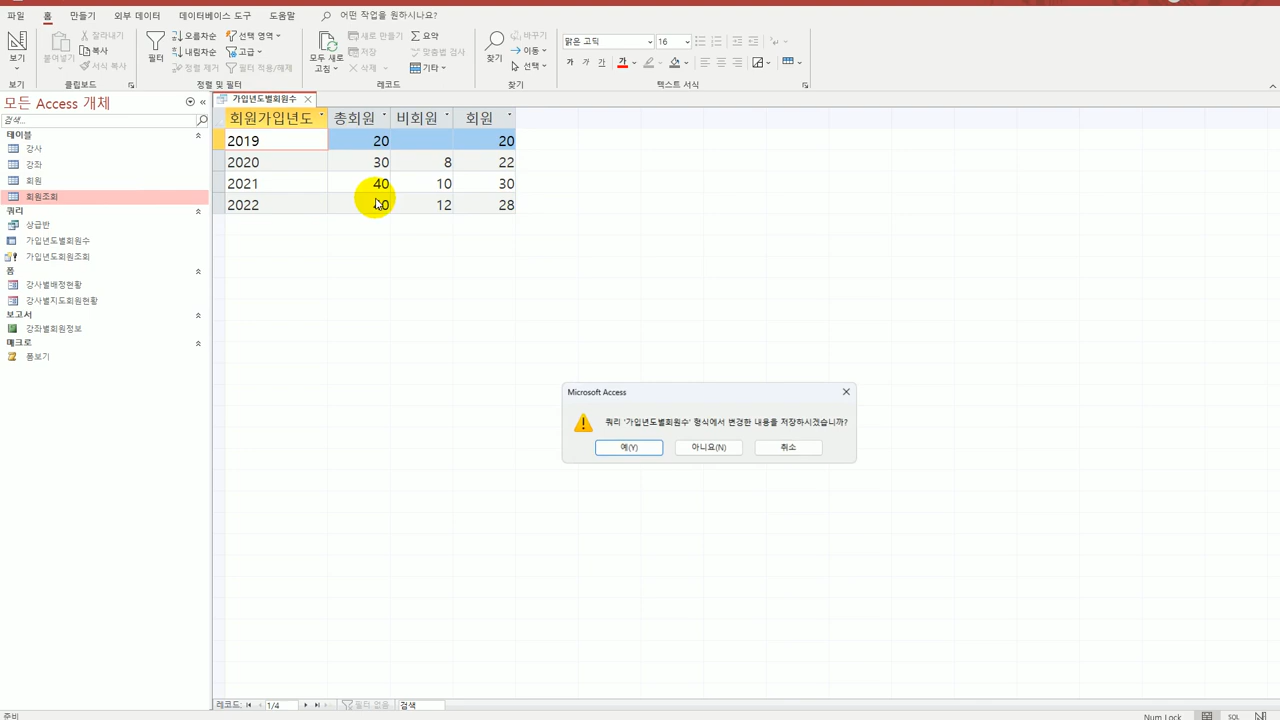 파일 홈 만들기 외부 데이터 데이터베이스 도구 도움말 어떤 작업을 원하시나요?
보기
보기
붙여넣기
잘라내기
복사
서식 복사
클립보드
필터
오름차순
내림차순
정렬 제거
선택 영역
고급
필터 적용/해제
정렬 및 필터
모두 새로 고침
새로 만들기
저장
삭제
요약
맞춤법 검사
기타
레코드
찾기
바꾸기
이동
선택
찾기
맑은 고딕 16
가 가 가 가
텍스트 서식
모든 Access 개체
검색...
테이블
강사
강좌
회원
회원조회
쿼리
상급반
가입년도별회원수
가입년도회원조회
폼
강사별배정현황
강사별지도회원현황
보고서
강좌별회원정보
매크로
폼보기
가입년도별회원수
회원가입년도 총회원 비회원 회원
2019 20 20
2020 30 8 22
2021 40 10 30
2022 0 12 28
Microsoft Access
쿼리 '가입년도별회원수' 형식에서 변경한 내용을 저장하시겠습니까?
예(Y) 아니요(N) 취소
레코드: 1/4 필터 없음 검색
준비 Num Lock SQL